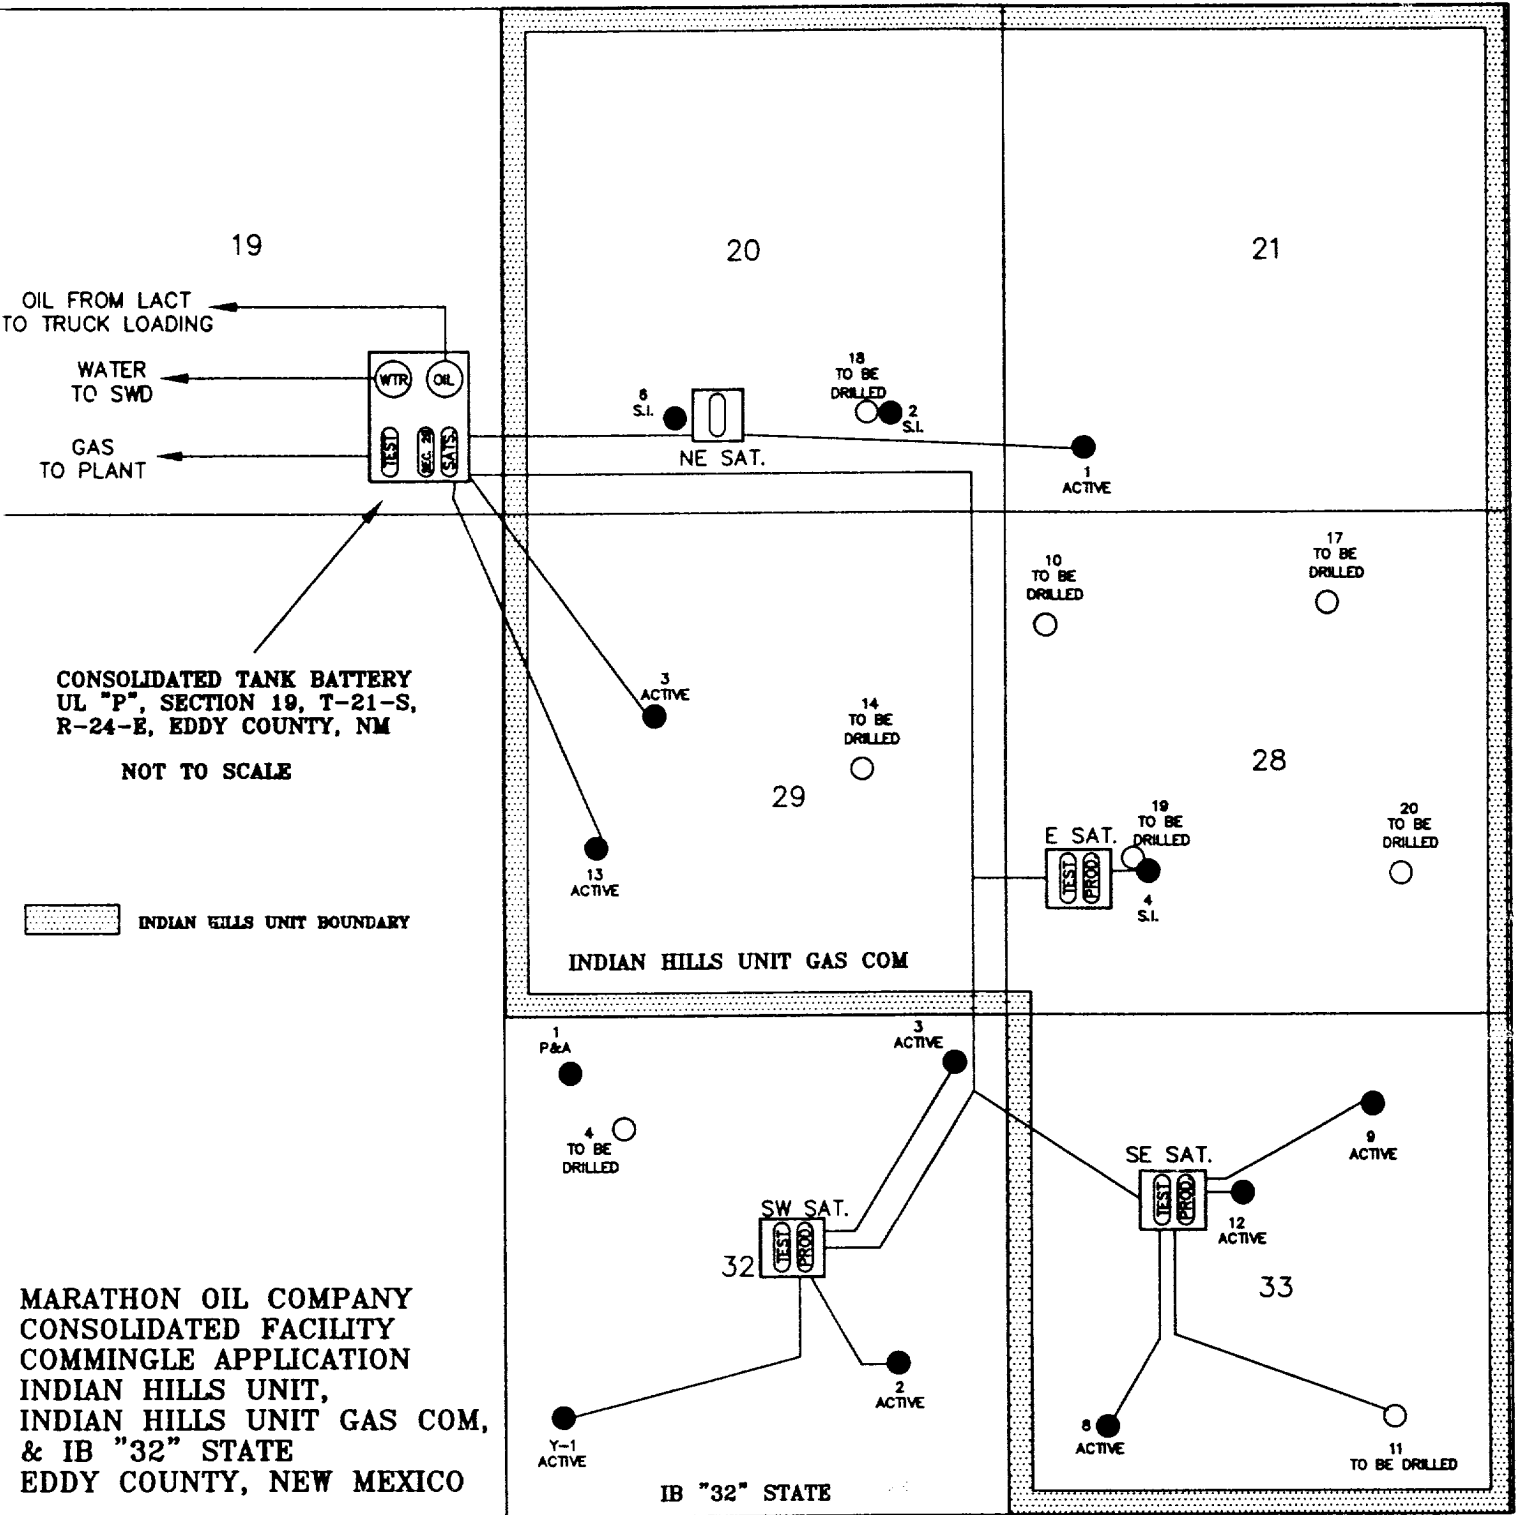 19
20
21
OIL FROM LACT
TO TRUCK LOADING
WATER
TO SWD
GAS
TO PLANT
WTR
OIL
TEST
SEC. 29
SATS.
6
S.I.
NE SAT.
18
TO BE
DRILLED
2
S.I.
1
ACTIVE
CONSOLIDATED TANK BATTERY
UL "P", SECTION 19, T-21-S,
R-24-E, EDDY COUNTY, NM
NOT TO SCALE
INDIAN HILLS UNIT BOUNDARY
3
ACTIVE
14
TO BE
DRILLED
29
13
ACTIVE
INDIAN HILLS UNIT GAS COM
10
TO BE
DRILLED
17
TO BE
DRILLED
28
E SAT.
TEST
PROD.
19
TO BE
DRILLED
4
S.I.
20
TO BE
DRILLED
1
P&A
4
TO BE
DRILLED
3
ACTIVE
SW SAT.
TEST
PROD.
32
Y-1
ACTIVE
2
ACTIVE
IB "32" STATE
SE SAT.
TEST
PROD.
9
ACTIVE
12
ACTIVE
33
8
ACTIVE
11
TO BE DRILLED
MARATHON OIL COMPANY
CONSOLIDATED FACILITY
COMMINGLE APPLICATION
INDIAN HILLS UNIT,
INDIAN HILLS UNIT GAS COM,
& IB "32" STATE
EDDY COUNTY, NEW MEXICO